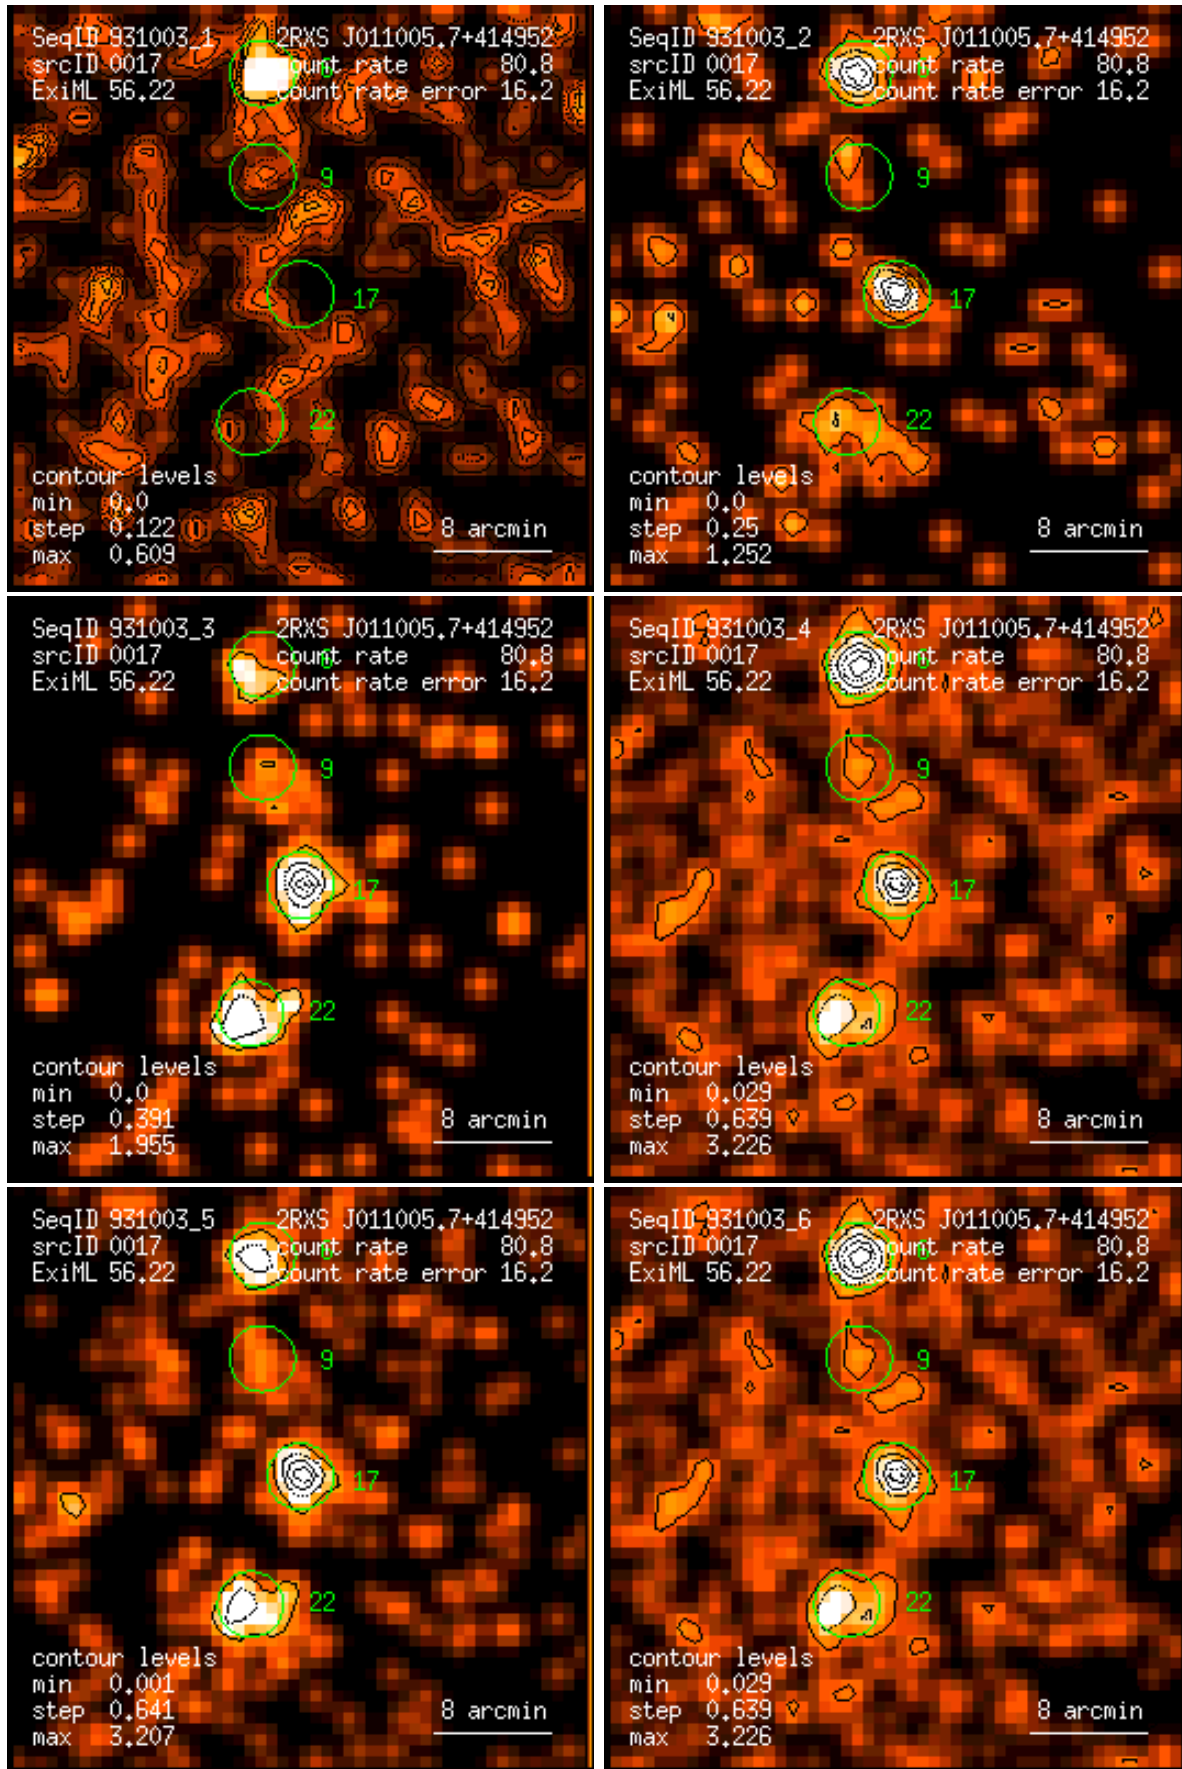 SeqID 931003_1 2RXS J011005.7+414952
srcID 0017 count rate 80.8
ExiML 56.22 count rate error 16.2
9
17
22
contour levels
min 0.0
step 0.122
max 0.609
8 arcmin
SeqID 931003_2 2RXS J011005.7+414952
srcID 0017 count rate 80.8
ExiML 56.22 count rate error 16.2
9
17
22
contour levels
min 0.0
step 0.25
max 1.252
8 arcmin
SeqID 931003_3 2RXS J011005.7+414952
srcID 0017 count rate 80.8
ExiML 56.22 count rate error 16.2
9
17
22
contour levels
min 0.0
step 0.391
max 1.955
8 arcmin
SeqID 931003_4 2RXS J011005.7+414952
srcID 0017 count rate 80.8
ExiML 56.22 count rate error 16.2
9
17
22
contour levels
min 0.029
step 0.639
max 3.226
8 arcmin
SeqID 931003_5 2RXS J011005.7+414952
srcID 0017 count rate 80.8
ExiML 56.22 count rate error 16.2
9
17
22
contour levels
min 0.001
step 0.641
max 3.207
8 arcmin
SeqID 931003_6 2RXS J011005.7+414952
srcID 0017 count rate 80.8
ExiML 56.22 count rate error 16.2
9
17
22
contour levels
min 0.029
step 0.639
max 3.226
8 arcmin